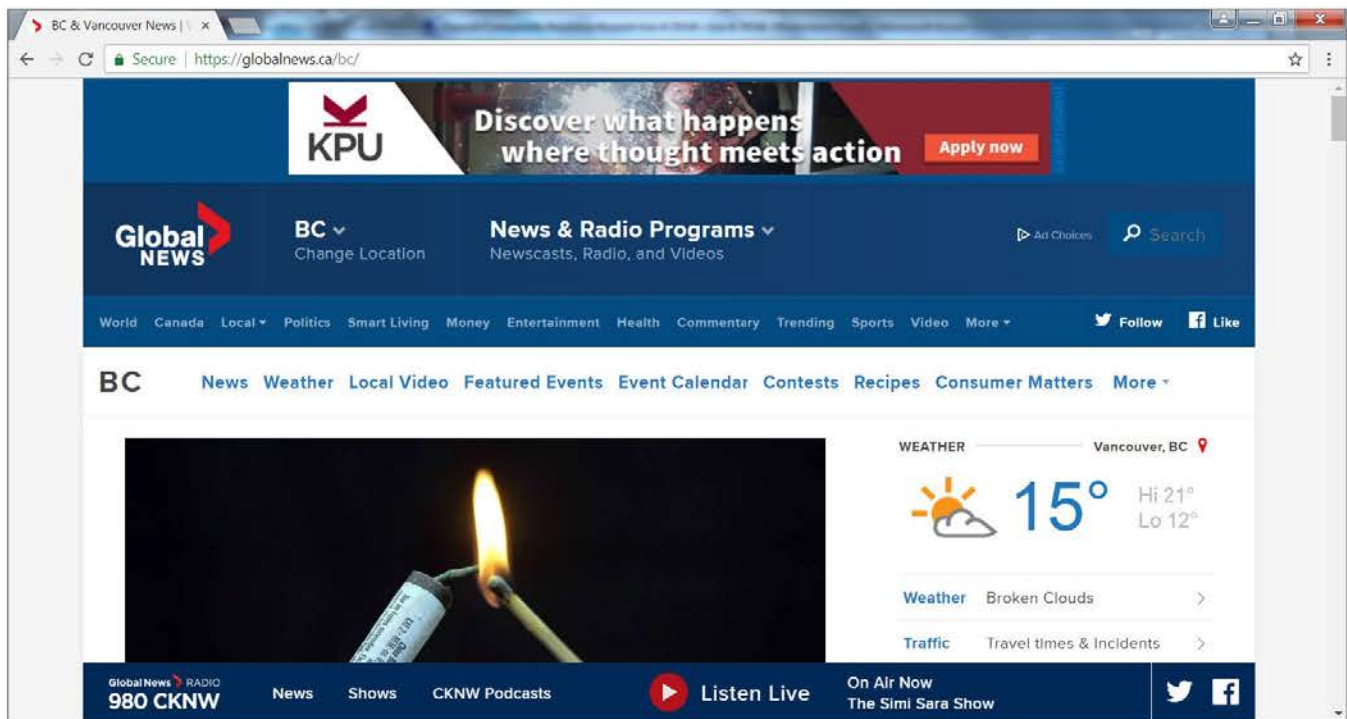 BC & Vancouver News |
Secure | https://globalnews.ca/bc/
KPU
Discover what happens
where thought meets action
Apply now
Global
NEWS
BC
Change Location
News & Radio Programs
Newscasts, Radio, and Videos
Ad Choices
Search
World Canada Local Politics Smart Living Money Entertainment Health Commentary Trending Sports Video More
Follow
Like
BC
News Weather Local Video Featured Events Event Calendar Contests Recipes Consumer Matters More
WEATHER
Vancouver, BC
15°
Hi 21°
Lo 12°
Weather Broken Clouds
Traffic Travel times & Incidents
Global News RADIO
980 CKNW
News Shows CKNW Podcasts
Listen Live
On Air Now
The Simi Sara Show